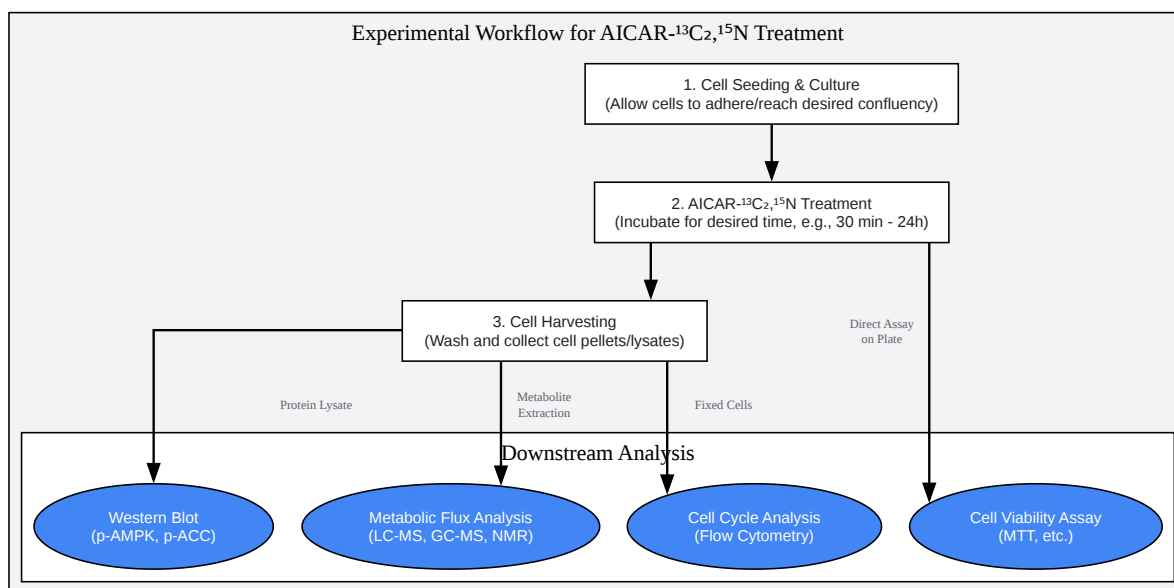 Experimental Workflow for AICAR-¹³C₂,¹⁵N Treatment
1. Cell Seeding & Culture
(Allow cells to adhere/reach desired confluency)
2. AICAR-¹³C₂,¹⁵N Treatment
(Incubate for desired time, e.g., 30 min - 24h)
3. Cell Harvesting
(Wash and collect cell pellets/lysates)
Direct Assay
on Plate
Protein Lysate
Metabolite
Extraction
Fixed Cells
Downstream Analysis
Western Blot
(p-AMPK, p-ACC)
Metabolic Flux Analysis
(LC-MS, GC-MS, NMR)
Cell Cycle Analysis
(Flow Cytometry)
Cell Viability Assay
(MTT, etc.)